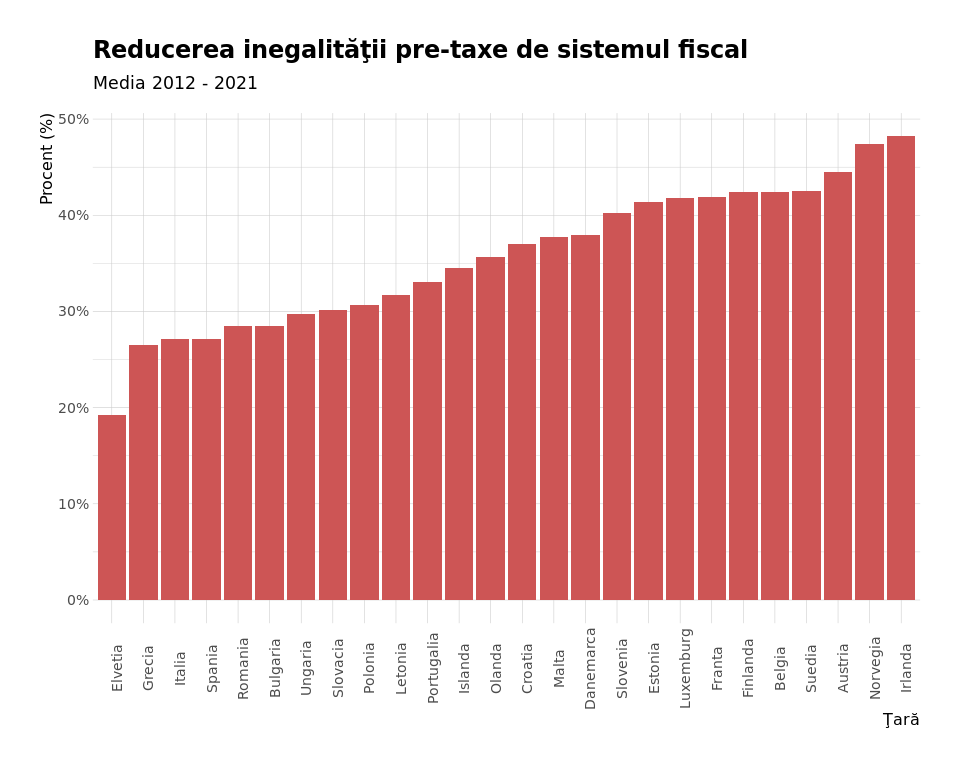 Reducerea inegalităţii pre-taxe de sistemul fiscal
Media 2012 - 2021
Procent (%)
50%
40%
30%
20%
10%
0%
Elvetia
Grecia
Italia
Spania
Romania
Bulgaria
Ungaria
Slovacia
Polonia
Letonia
Portugalia
Islanda
Olanda
Croatia
Malta
Danemarca
Slovenia
Estonia
Luxemburg
Franta
Finlanda
Belgia
Suedia
Austria
Norvegia
Irlanda
Ţară